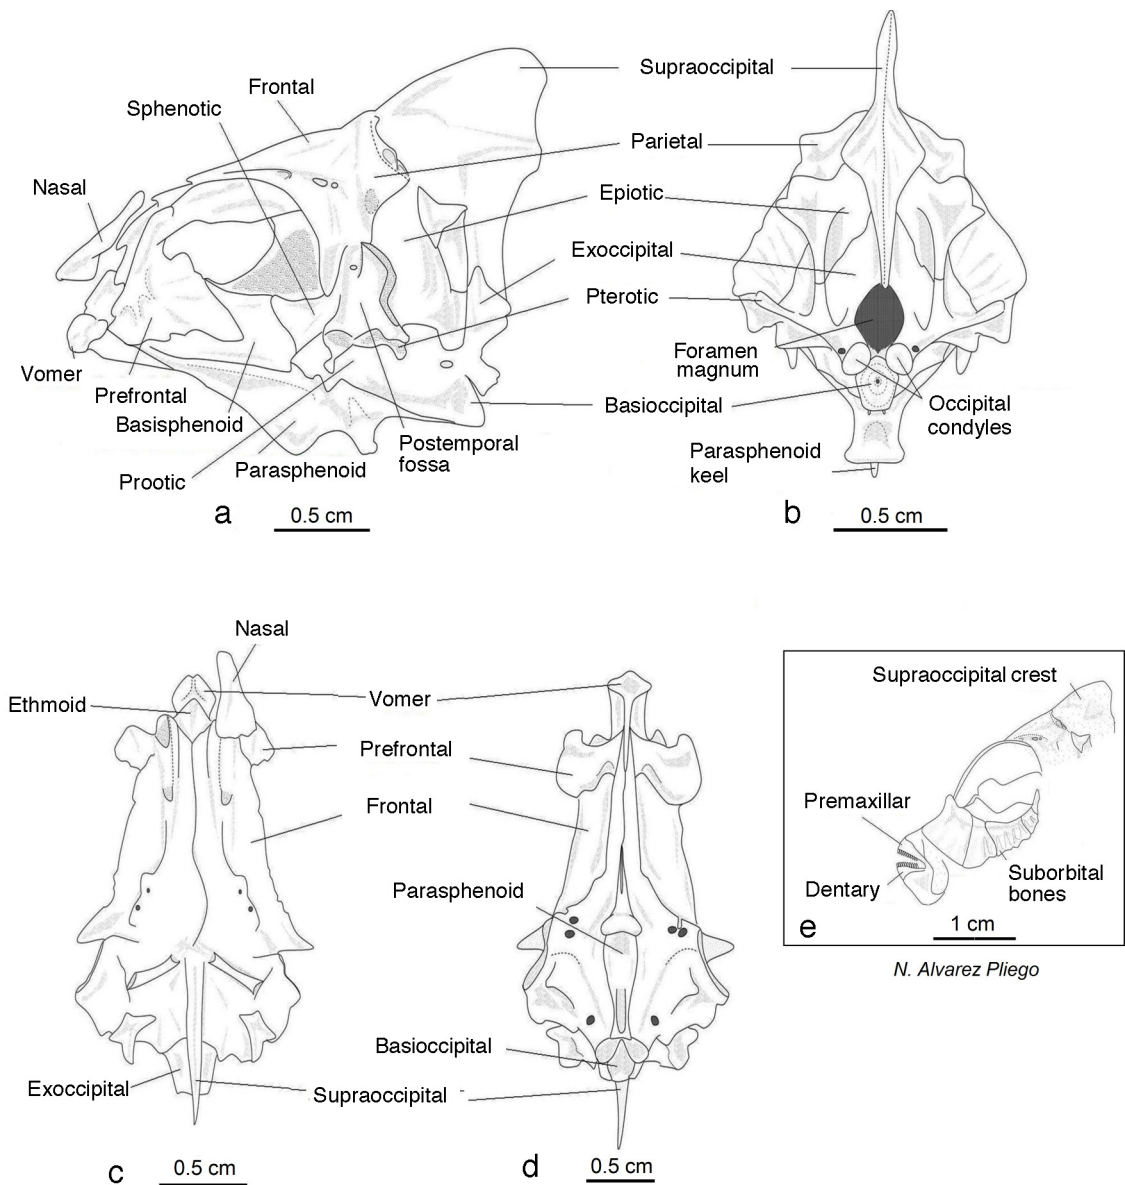 Supraoccipital
Frontal
Sphenotic
Parietal
Nasal
Epiotic
Exoccipital
Pterotic
Foramen
magnum
Vomer
Prefrontal
Basisphenoid
Basioccipital
Occipital
condyles
Postemporal
fossa
Parasphenoid
Prootic
Parasphenoid
keel
a
0.5 cm
b
0.5 cm
Nasal
Ethmoid
Vomer
Prefrontal
Frontal
Parasphenoid
Basioccipital
Exoccipital
Supraoccipital
c
0.5 cm
d
0.5 cm
Supraoccipital crest
Premaxillar
Dentary
Suborbital
bones
e
1 cm
N. Alvarez Pliego